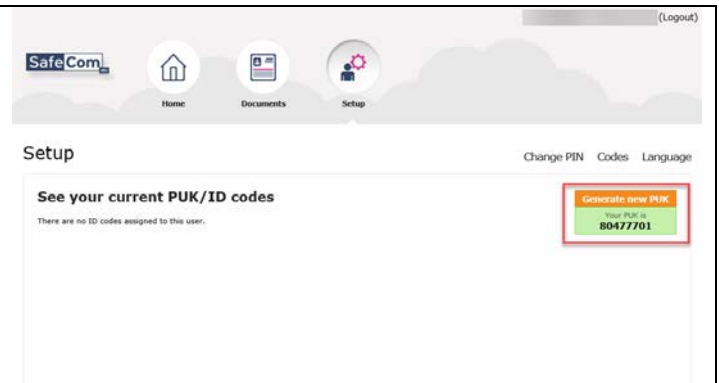 (Logout)
SafeCom
Home Documents Setup
Setup
Change PIN Codes Language
See your current PUK/ID codes
There are no ID codes assigned to this user.
Generate new PUK
Your PUK is
80477701